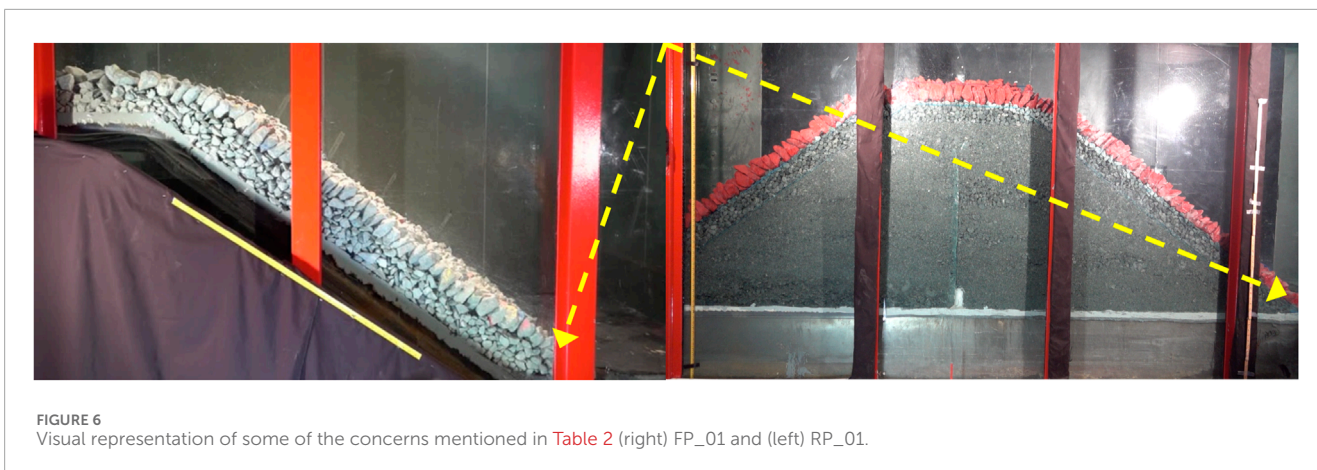 FIGURE 6
Visual representation of some of the concerns mentioned in Table 2 (right) FP_01 and (left) RP_01.